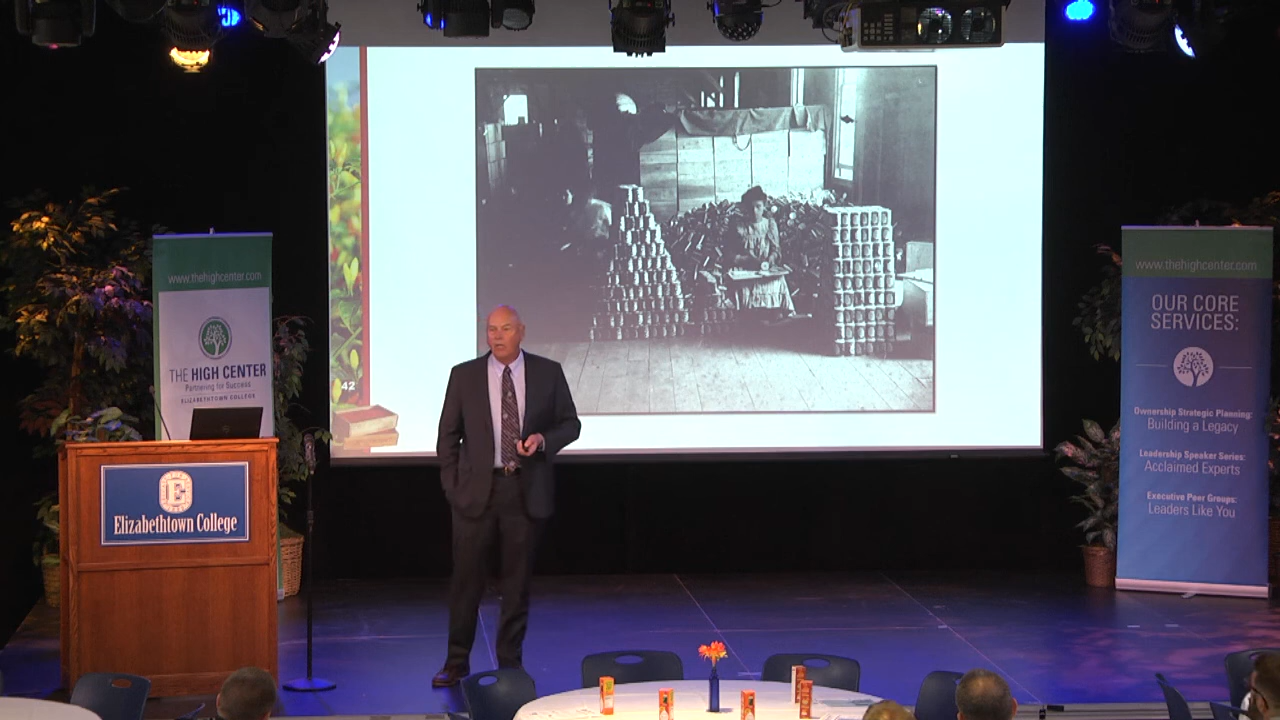 www.thehighcenter.com
THE HIGH CENTER
Partnering for Success
ELIZABETHTOWN COLLEGE
E
Elizabethtown College
42
www.thehighcenter.com
OUR CORE
SERVICES:
Ownership Strategic Planning:
Building a Legacy
Leadership Speaker Series:
Acclaimed Experts
Executive Peer Groups:
Leaders Like You